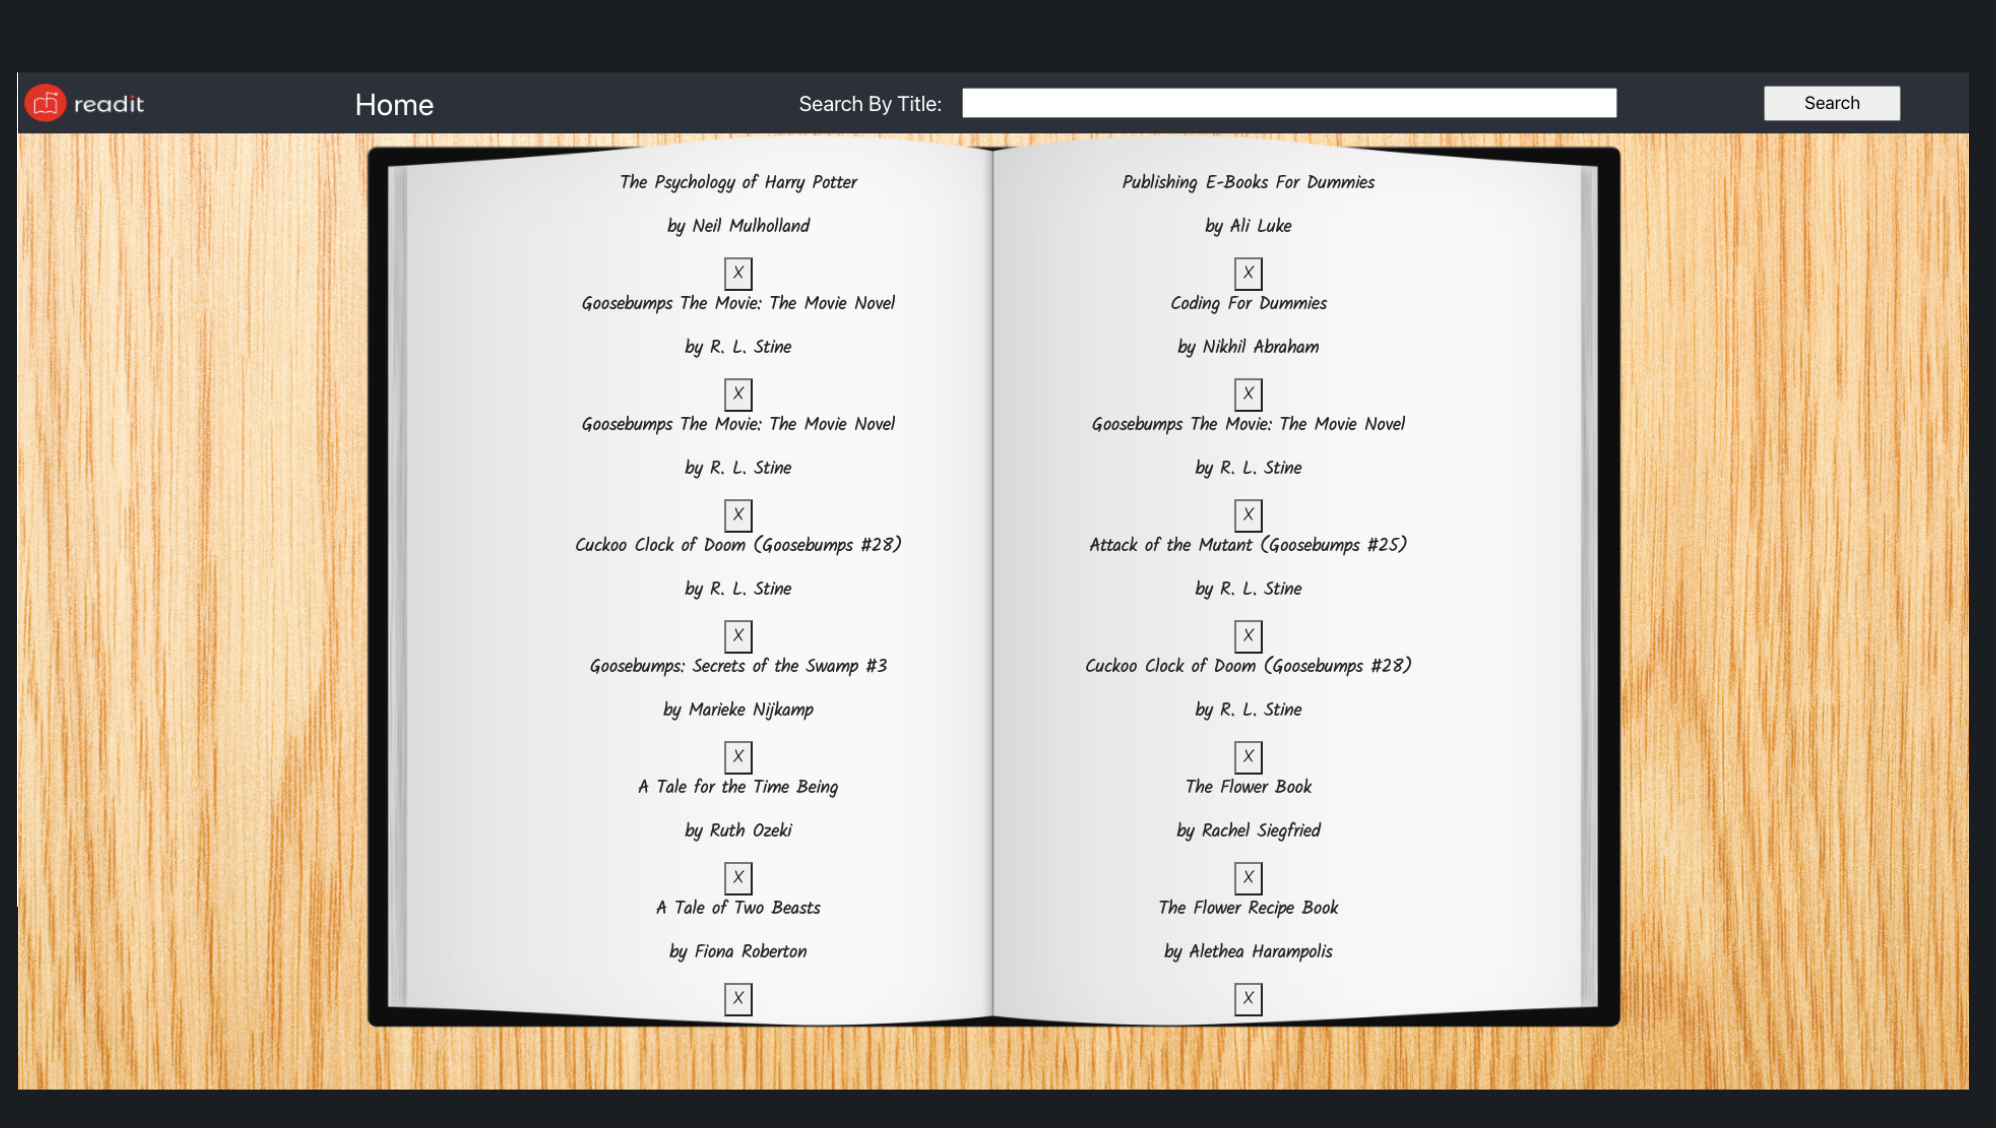 readit
Home
Search By Title:
Search
The Psychology of Harry Potter
by Neil Mulholland
X
Goosebumps The Movie: The Movie Novel
by R. L. Stine
X
Goosebumps The Movie: The Movie Novel
by R. L. Stine
X
Cuckoo Clock of Doom (Goosebumps #28)
by R. L. Stine
X
Goosebumps: Secrets of the Swamp #3
by Marieke Nijkamp
X
A Tale for the Time Being
by Ruth Ozeki
X
A Tale of Two Beasts
by Fiona Roberton
X
Publishing E-Books For Dummies
by Ali Luke
X
Coding For Dummies
by Nikhil Abraham
X
Goosebumps The Movie: The Movie Novel
by R. L. Stine
X
Attack of the Mutant (Goosebumps #25)
by R. L. Stine
X
Cuckoo Clock of Doom (Goosebumps #28)
by R. L. Stine
X
The Flower Book
by Rachel Siegfried
X
The Flower Recipe Book
by Alethea Harampolis
X